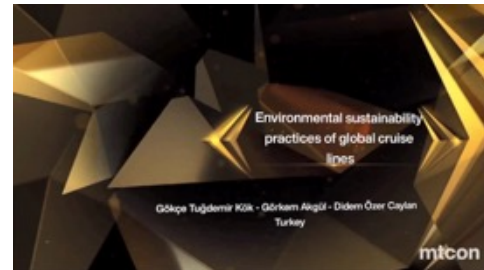 Environmental sustainability
practices of global cruise
lines
Gökçe Tuğdemir Kök - Görkem Akgül - Didem Özer Caylan
Turkey
mtcon